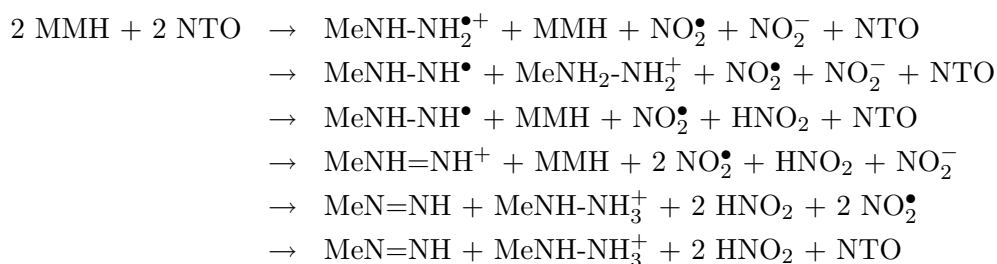 2 MMH + 2 NTO → MeNH-NH₂•⁺ + MMH + NO₂• + NO₂⁻ + NTO
→ MeNH-NH• + MeNH₂-NH₂⁺ + NO₂• + NO₂⁻ + NTO
→ MeNH-NH• + MMH + NO₂• + HNO₂ + NTO
→ MeNH=NH⁺ + MMH + 2 NO₂• + HNO₂ + NO₂⁻
→ MeN=NH + MeNH-NH₃⁺ + 2 HNO₂ + 2 NO₂•
→ MeN=NH + MeNH-NH₃⁺ + 2 HNO₂ + NTO